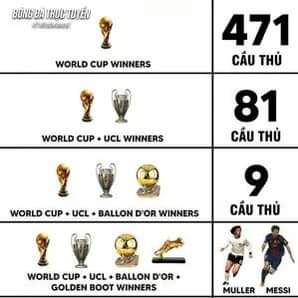 BÓNG ĐÁ TRỰC TUYẾN
471
CẦU THỦ
WORLD CUP WINNERS
81
CẦU THỦ
WORLD CUP + UCL WINNERS
9
CẦU THỦ
WORLD CUP + UCL + BALLON D'OR WINNERS
WORLD CUP + UCL + BALLON D'OR +
GOLDEN BOOT WINNERS
MULLER
MESSI